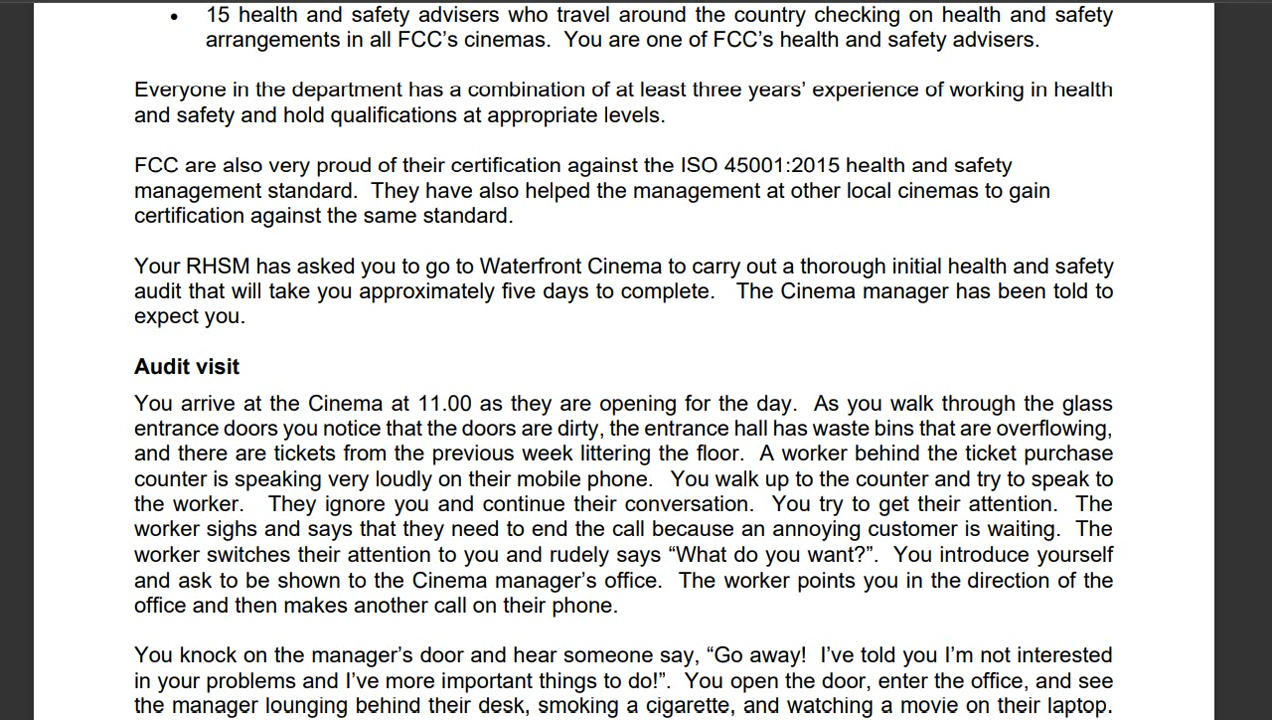 • 15 health and safety advisers who travel around the country checking on health and safety
arrangements in all FCC's cinemas.  You are one of FCC's health and safety advisers.
Everyone in the department has a combination of at least three years' experience of working in health
and safety and hold qualifications at appropriate levels.
FCC are also very proud of their certification against the ISO 45001:2015 health and safety
management standard.  They have also helped the management at other local cinemas to gain
certification against the same standard.
Your RHSM has asked you to go to Waterfront Cinema to carry out a thorough initial health and safety
audit that will take you approximately five days to complete.   The Cinema manager has been told to
expect you.
Audit visit
You arrive at the Cinema at 11.00 as they are opening for the day.  As you walk through the glass
entrance doors you notice that the doors are dirty, the entrance hall has waste bins that are overflowing,
and there are tickets from the previous week littering the floor.  A worker behind the ticket purchase
counter is speaking very loudly on their mobile phone.   You walk up to the counter and try to speak to
the worker.   They ignore you and continue their conversation.  You try to get their attention.  The
worker sighs and says that they need to end the call because an annoying customer is waiting.  The
worker switches their attention to you and rudely says “What do you want?”.  You introduce yourself
and ask to be shown to the Cinema manager's office.  The worker points you in the direction of the
office and then makes another call on their phone.
You knock on the manager's door and hear someone say, “Go away!  I've told you I'm not interested
in your problems and I've more important things to do!”.  You open the door, enter the office, and see
the manager lounging behind their desk, smoking a cigarette, and watching a movie on their laptop.